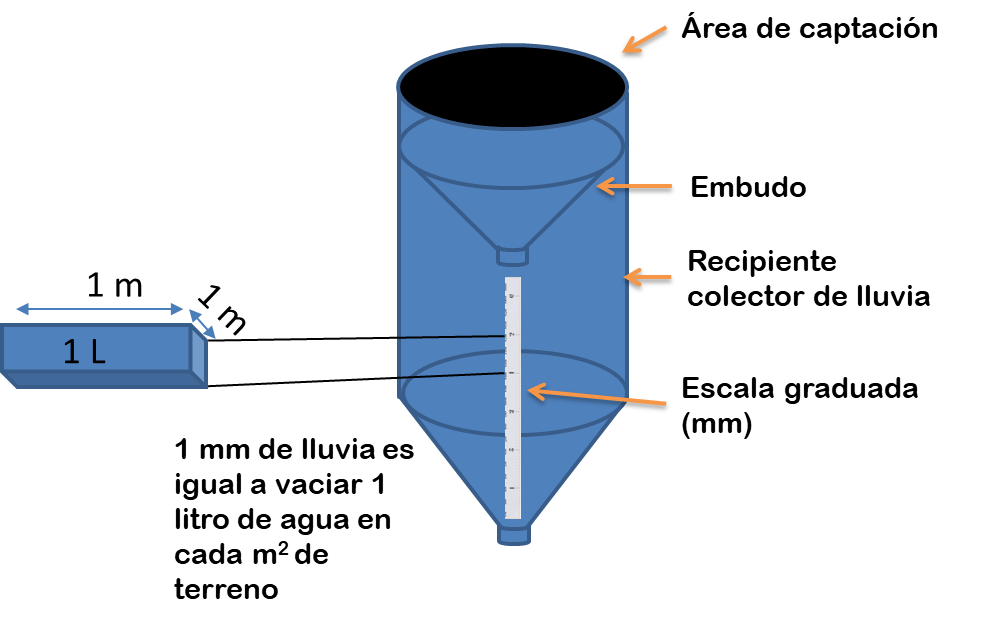 Área de captación
Embudo
Recipiente
colector de lluvia
Escala graduada
(mm)
1 m
1 m
1 L
1 mm de lluvia es
igual a vaciar 1
litro de agua en
cada m² de
terreno